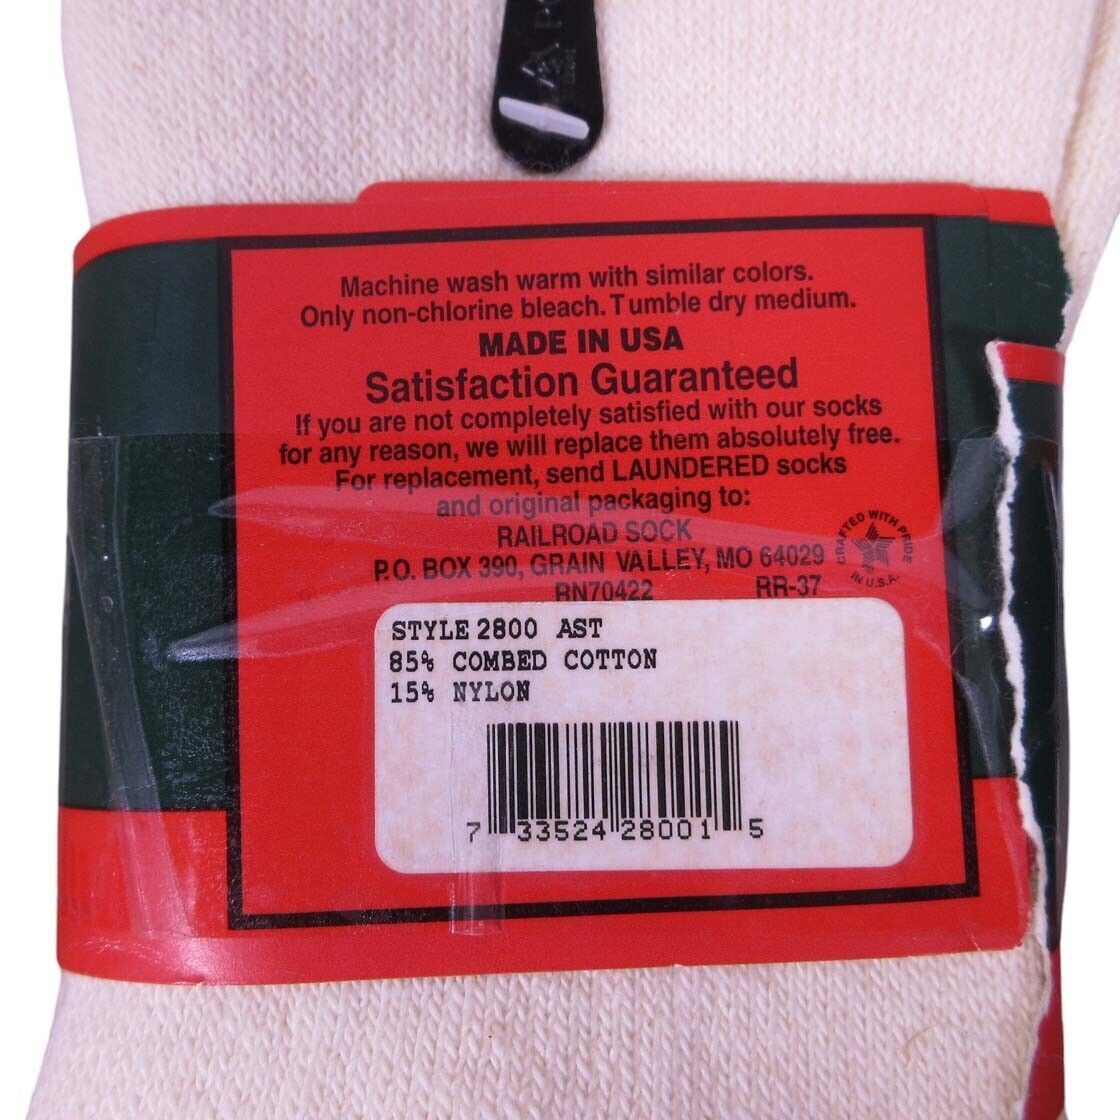 Machine wash warm with similar colors.
Only non-chlorine bleach. Tumble dry medium.
MADE IN USA
Satisfaction Guaranteed
If you are not completely satisfied with our socks
for any reason, we will replace them absolutely free.
For replacement, send LAUNDERED socks
and original packaging to:
RAILROAD SOCK
P.O. BOX 390, GRAIN VALLEY, MO 64029
RN70422 RR-37
CRAFTED WITH PRIDE
IN U.S.A.
STYLE 2800 AST
85% COMBED COTTON
15% NYLON
7 33524 28001 5